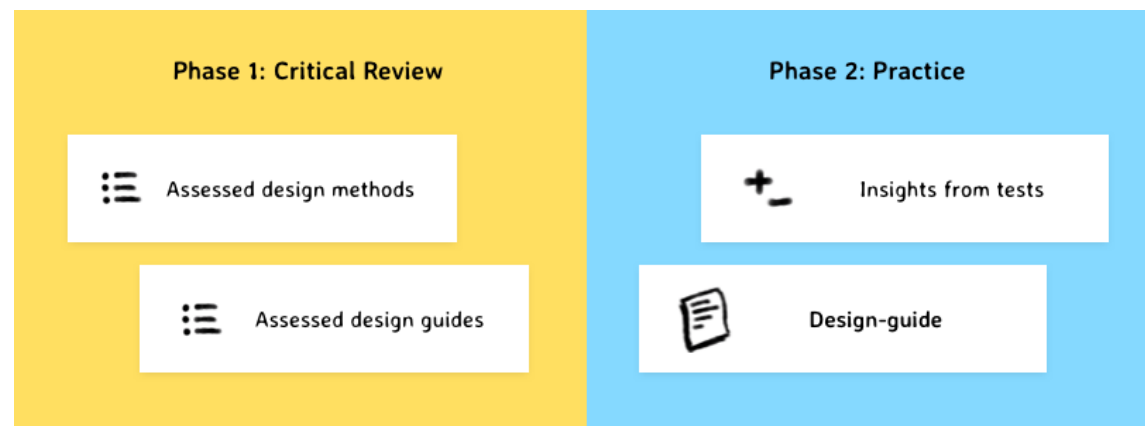 Phase 1: Critical Review
Assessed design methods
Assessed design guides
Phase 2: Practice
Insights from tests
Design-guide